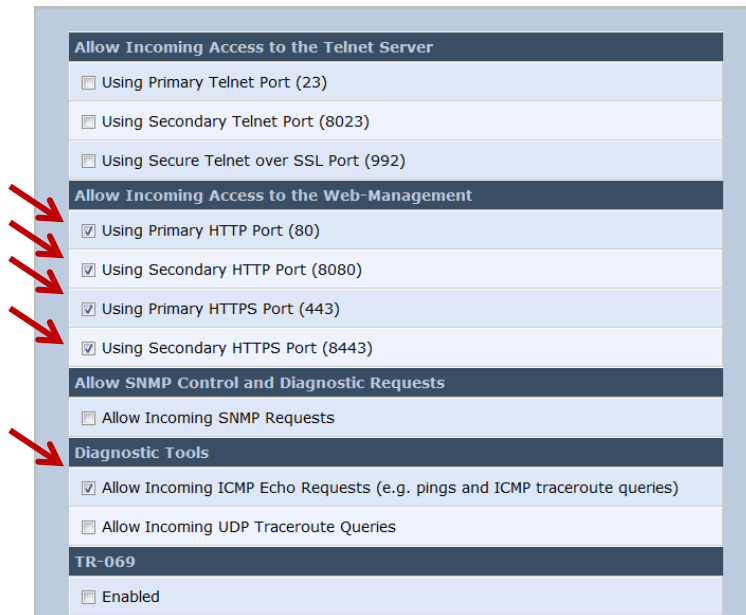 Allow Incoming Access to the Telnet Server
Using Primary Telnet Port (23)
Using Secondary Telnet Port (8023)
Using Secure Telnet over SSL Port (992)
Allow Incoming Access to the Web-Management
Using Primary HTTP Port (80)
Using Secondary HTTP Port (8080)
Using Primary HTTPS Port (443)
Using Secondary HTTPS Port (8443)
Allow SNMP Control and Diagnostic Requests
Allow Incoming SNMP Requests
Diagnostic Tools
Allow Incoming ICMP Echo Requests (e.g. pings and ICMP traceroute queries)
Allow Incoming UDP Traceroute Queries
TR-069
Enabled